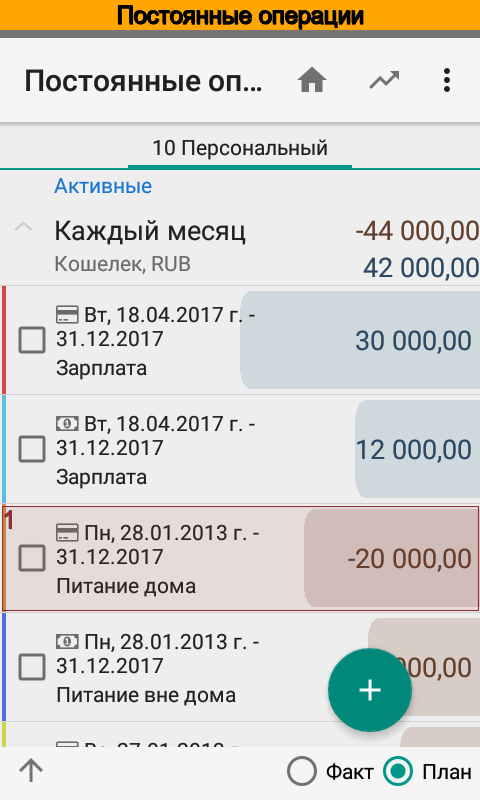 Постоянные операции
Постоянные оп...
10 Персональный
Активные
Каждый месяц
-44 000,00
Кошелек, RUB
42 000,00
Вт, 18.04.2017 г. -
31.12.2017
30 000,00
Зарплата
Вт, 18.04.2017 г. -
31.12.2017
12 000,00
Зарплата
1
Пн, 28.01.2013 г. -
31.12.2017
-20 000,00
Питание дома
Пн, 28.01.2013 г. -
31.12.2017
000,00
Питание вне дома
Факт
План